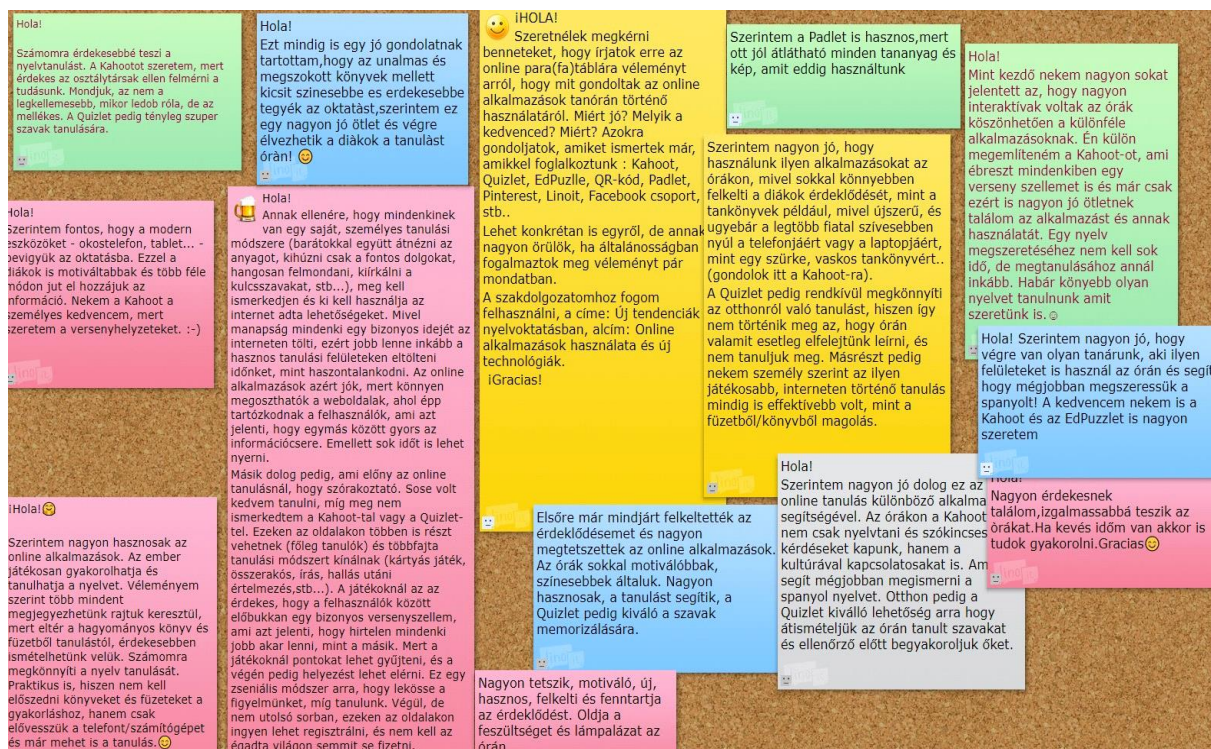 Hola!
Számomra érdekesebbé teszi a
nyelvtanulást. A Kahootot szeretem, mert
érdekes az osztálytársak ellen felmérni a
tudásunk. Mondjuk, az nem a
legkellemesebb, mikor ledob róla, de az
mellékes. A Quizlet pedig tényleg szuper
szavak tanulására.
Hola!
Ezt mindig is egy jó gondolatnak
tartottam,hogy az unalmas és
megszokott könyvek mellett
kicsit szinesebbe es erdekesebbe
tegyék az oktatàst,szerintem ez
egy nagyon jó ötlet és végre
élvezhetik a diàkok a tanulást
óràn!
Hola!
Szerintem fontos, hogy a modern
eszközöket - okostelefon, tablet... -
bevigyük az oktatásba. Ezzel a
diákok is motiváltabbak és több féle
módon jut el hozzájuk az
információ. Nekem a Kahoot a
személyes kedvencem, mert
szeretem a versenyhelyzeteket. :-)
¡Hola!
Szerintem nagyon hasznosak az
online alkalmazások. Az ember
játékosan gyakorolhatja és
tanulhatja a nyelvet. Véleményem
szerint több mindent
megjegyezhetünk rajtuk keresztül,
mert eltér a hagyományos könyv és
füzetből tanulástól, érdekesebben
ismételhetünk velük. Számomra
megkönnyíti a nyelv tanulását.
Praktikus is, hiszen nem kell
előszedni könyveket és füzeteket a
gyakorláshoz, hanem csak
elővesszük a telefont/számítógépet
és már mehet is a tanulás.
Hola!
Annak ellenére, hogy mindenkinek
van egy saját, személyes tanulási
módszere (barátokkal együtt átnézni az
anyagot, kihúzni csak a fontos dolgokat,
hangosan felmondani, kiírkálni a
kulcsszavakat, stb...), meg kell
ismerkedjen és ki kell használja az
internet adta lehetőségeket. Mivel
manapság mindenki egy bizonyos idejét az
interneten tölti, ezért jobb lenne inkább a
hasznos tanulási felületeken eltölteni
időnket, mint haszontalankodni. Az online
alkalmazások azért jók, mert könnyen
megoszthatók a weboldalak, ahol épp
tartózkodnak a felhasználók, ami azt
jelenti, hogy egymás között gyors az
információcsere. Emellett sok időt is lehet
nyerni.
Másik dolog pedig, ami előny az online
tanulásnál, hogy szórakoztató. Sose volt
kedvem tanulni, míg meg nem
ismerkedtem a Kahoot-tal vagy a Quizlet-
tel. Ezeken az oldalakon többen is részt
vehetnek (főleg tanulók) és többfajta
tanulási módszert kínálnak (kártyás játék,
összerakós, írás, hallás utáni
értelmezés,stb...). A játékoknál az az
érdekes, hogy a felhasználók között
előbukkan egy bizonyos versenyszellem,
ami azt jelenti, hogy hirtelen mindenki
jobb akar lenni, mint a másik. Mert a
játékoknál pontokat lehet gyűjteni, és a
végén pedig helyezést lehet elérni. Ez egy
zseniális módszer arra, hogy lekösse a
figyelmünket, míg tanulunk. Végül, de
nem utolsó sorban, ezeken az oldalakon
ingyen lehet regisztrálni, és nem kell az
égadta világon semmit se fizetni.
¡HOLA!
Szeretnélek megkérni
benneteket, hogy írjatok erre az
online para(fa)táblára véleményt
arról, hogy mit gondoltak az online
alkalmazások tanórán történő
használatáról. Miért jó? Melyik a
kedvenced? Miért? Azokra
gondoljatok, amiket ismertek már,
amikkel foglalkoztunk : Kahoot,
Quizlet, EdPuzlle, QR-kód, Padlet,
Pinterest, Linoit, Facebook csoport,
stb..
Lehet konkrétan is egyről, de annak
nagyon örülök, ha általánosságban
fogalmaztok meg véleményt pár
mondatban.
A szakdolgozatomhoz fogom
felhasználni, a címe: Új tendenciák
nyelvoktatásban, alcím: Online
alkalmazások használata és új
technológiák.
¡Gracias!
Elsőre már mindjárt felkeltették az
érdeklődésemet és nagyon
megtetszettek az online alkalmazások.
Az órák sokkal motiválóbbak,
színesebbek általuk. Nagyon
hasznosak, a tanulást segítik, a
Quizlet pedig kiváló a szavak
memorizálására.
Nagyon tetszik, motiváló, új,
hasznos, felkelti és fenntartja
az érdeklődést. Oldja a
feszültséget és lámpalázat az
órán
Szerintem a Padlet is hasznos,mert
ott jól átlátható minden tananyag és
kép, amit eddig használtunk
Szerintem nagyon jó, hogy
használunk ilyen alkalmazásokat az
órákon, mivel sokkal könnyebben
felkelti a diákok érdeklődését, mint a
tankönyvek például, mivel újszerű, és
ugyebár a legtöbb fiatal szívesebben
nyúl a telefonjáért vagy a laptopjáért,
mint egy szürke, vaskos tankönyvért..
(gondolok itt a Kahoot-ra).
A Quizlet pedig rendkívül megkönnyíti
az otthonról való tanulást, hiszen így
nem történik meg az, hogy órán
valamit esetleg elfelejtünk leírni, és
nem tanuljuk meg. Másrészt pedig
nekem személy szerint az ilyen
játékosabb, interneten történő tanulás
mindig is effektívebb volt, mint a
füzetből/könyvből magolás.
Hola!
Szerintem nagyon jó dolog ez az
online tanulás különböző alkalma
segítségével. Az órákon a Kahoot
nem csak nyelvtani és szókincses
kérdéseket kapunk, hanem a
kultúrával kapcsolatosakat is. Am
segít mégjobban megismerni a
spanyol nyelvet. Otthon pedig a
Quizlet kiválló lehetőség arra hogy
átismételjük az órán tanult szavakat
és ellenőrző előtt begyakoroljuk őket.
Hola!
Mint kezdő nekem nagyon sokat
jelentett az, hogy nagyon
interaktívak voltak az órák
köszönhetően a különféle
alkalmazásoknak. Én külön
megemlíteném a Kahoot-ot, ami
ébreszt mindenkiben egy
verseny szellemet is és már csak
ezért is nagyon jó ötletnek
találom az alkalmazást és annak
használatát. Egy nyelv
megszeretéséhez nem kell sok
idő, de megtanulásához annál
inkább. Habár könyebb olyan
nyelvet tanulnunk amit
szeretünk is.☺
Hola! Szerintem nagyon jó, hogy
végre van olyan tanárunk, aki ilyen
felületeket is használ az órán és segít
hogy mégjobban megszeressük a
spanyolt! A kedvencem nekem is a
Kahoot és az EdPuzzlet is nagyon
szeretem
Hola!
Nagyon érdekesnek
találom,izgalmassabbá teszik az
órákat.Ha kevés időm van akkor is
tudok gyakorolni.Gracias